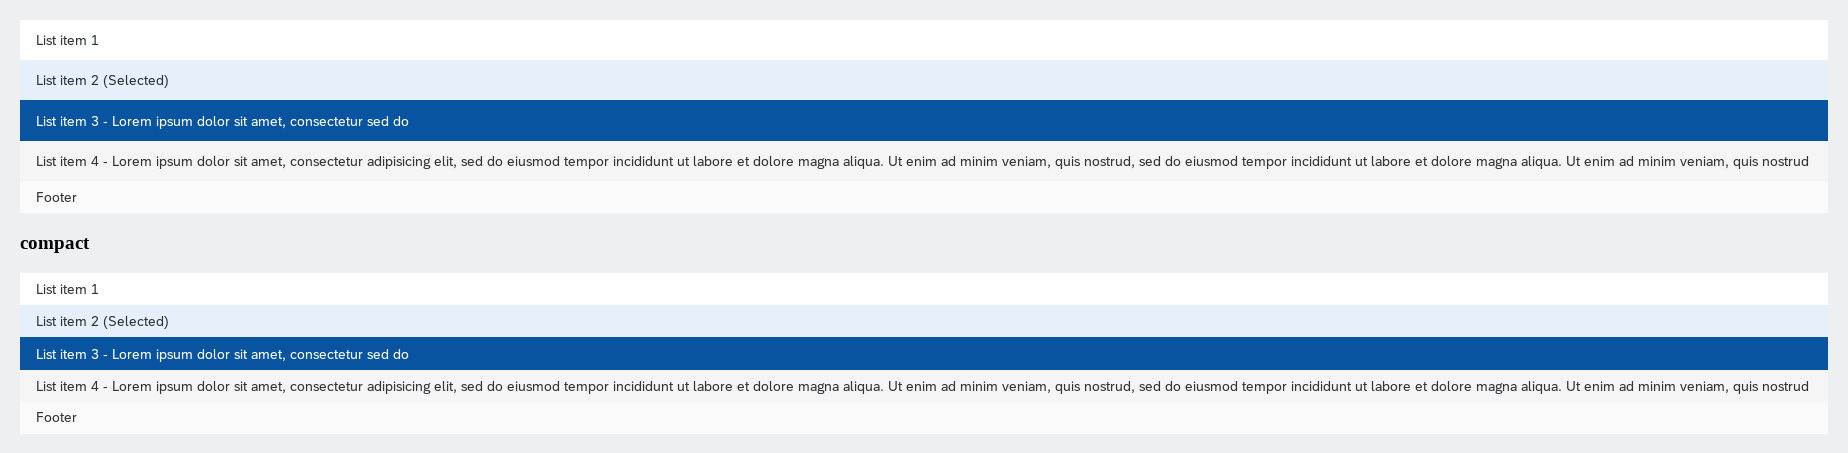 List item 1
List item 2 (Selected)
List item 3 - Lorem ipsum dolor sit amet, consectetur sed do
List item 4 - Lorem ipsum dolor sit amet, consectetur adipisicing elit, sed do eiusmod tempor incididunt ut labore et dolore magna aliqua. Ut enim ad minim veniam, quis nostrud, sed do eiusmod tempor incididunt ut labore et dolore magna aliqua. Ut enim ad minim veniam, quis nostrud
Footer
compact
List item 1
List item 2 (Selected)
List item 3 - Lorem ipsum dolor sit amet, consectetur sed do
List item 4 - Lorem ipsum dolor sit amet, consectetur adipisicing elit, sed do eiusmod tempor incididunt ut labore et dolore magna aliqua. Ut enim ad minim veniam, quis nostrud, sed do eiusmod tempor incididunt ut labore et dolore magna aliqua. Ut enim ad minim veniam, quis nostrud
Footer